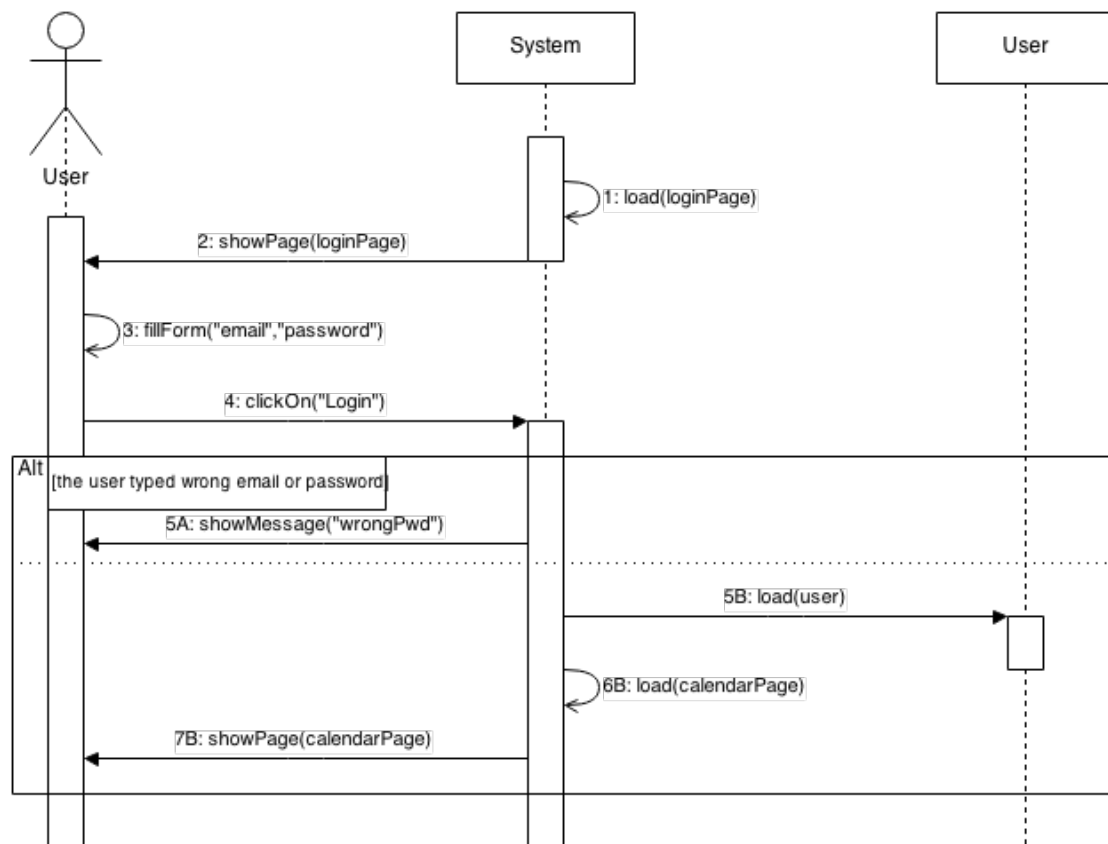 System
User
User
1: load(loginPage)
2: showPage(loginPage)
3: fillForm("email","password")
4: clickOn("Login")
Alt
[the user typed wrong email or password]
5A: showMessage("wrongPwd")
5B: load(user)
6B: load(calendarPage)
7B: showPage(calendarPage)